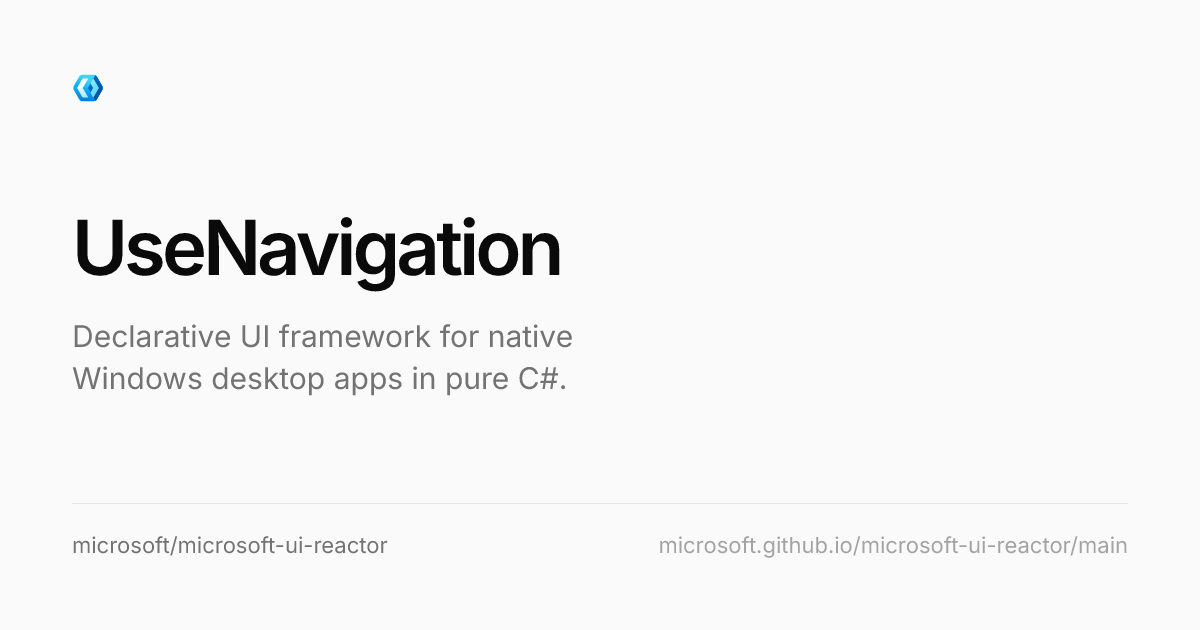 UseNavigation
Declarative UI framework for native
Windows desktop apps in pure C#.
microsoft/microsoft-ui-reactor
microsoft.github.io/microsoft-ui-reactor/main